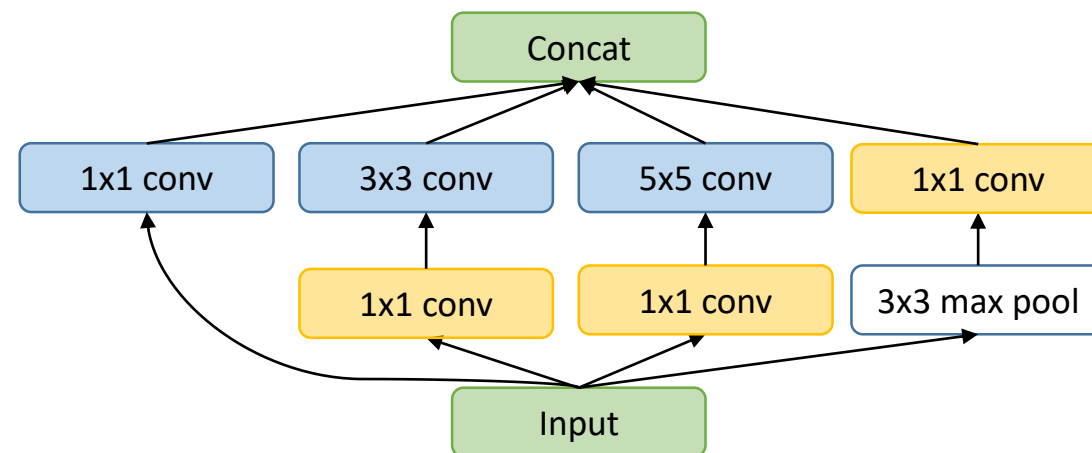 Concat
1x1 conv
3x3 conv
5x5 conv
1x1 conv
1x1 conv
1x1 conv
3x3 max pool
Input